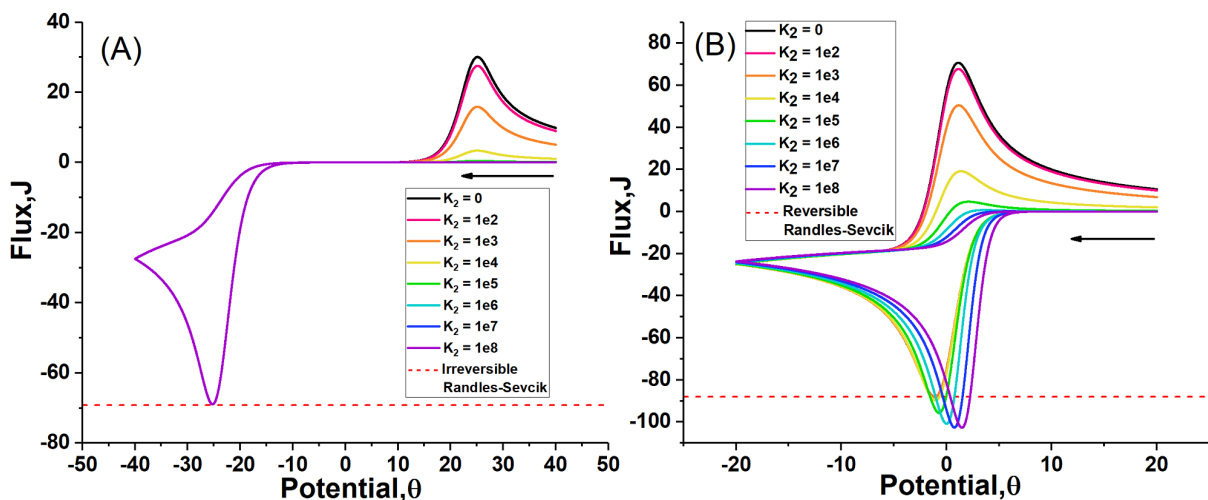 (A)
Flux,J
40
20
0
-20
-40
-60
-80
K2 = 0
K2 = 1e2
K2 = 1e3
K2 = 1e4
K2 = 1e5
K2 = 1e6
K2 = 1e7
K2 = 1e8
Irreversible
Randles-Sevcik
-50 -40 -30 -20 -10 0 10 20 30 40 50
Potential,θ
(B)
Flux,J
80
60
40
20
0
-20
-40
-60
-80
-100
K2 = 0
K2 = 1e2
K2 = 1e3
K2 = 1e4
K2 = 1e5
K2 = 1e6
K2 = 1e7
K2 = 1e8
Reversible
Randles-Sevcik
-20 -10 0 10 20
Potential,θ